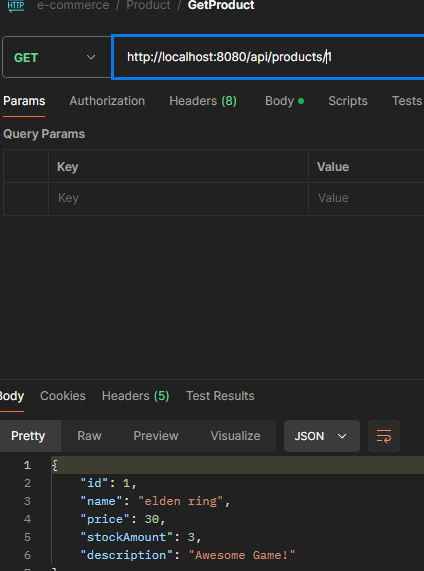 HTTP e-commerce / Product / GetProduct
GET http://localhost:8080/api/products/1
Params Authorization Headers (8) Body Scripts Tests
Query Params
Key Value
Key Value
Body Cookies Headers (5) Test Results
Pretty Raw Preview Visualize JSON
1 {
2 "id": 1,
3 "name": "elden ring",
4 "price": 30,
5 "stockAmount": 3,
6 "description": "Awesome Game!"